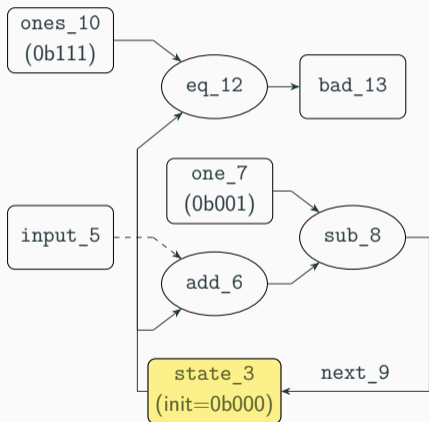 ones_10
(0b111)
eq_12
bad_13
one_7
(0b001)
input_5
sub_8
add_6
state_3
(init=0b000)
next_9